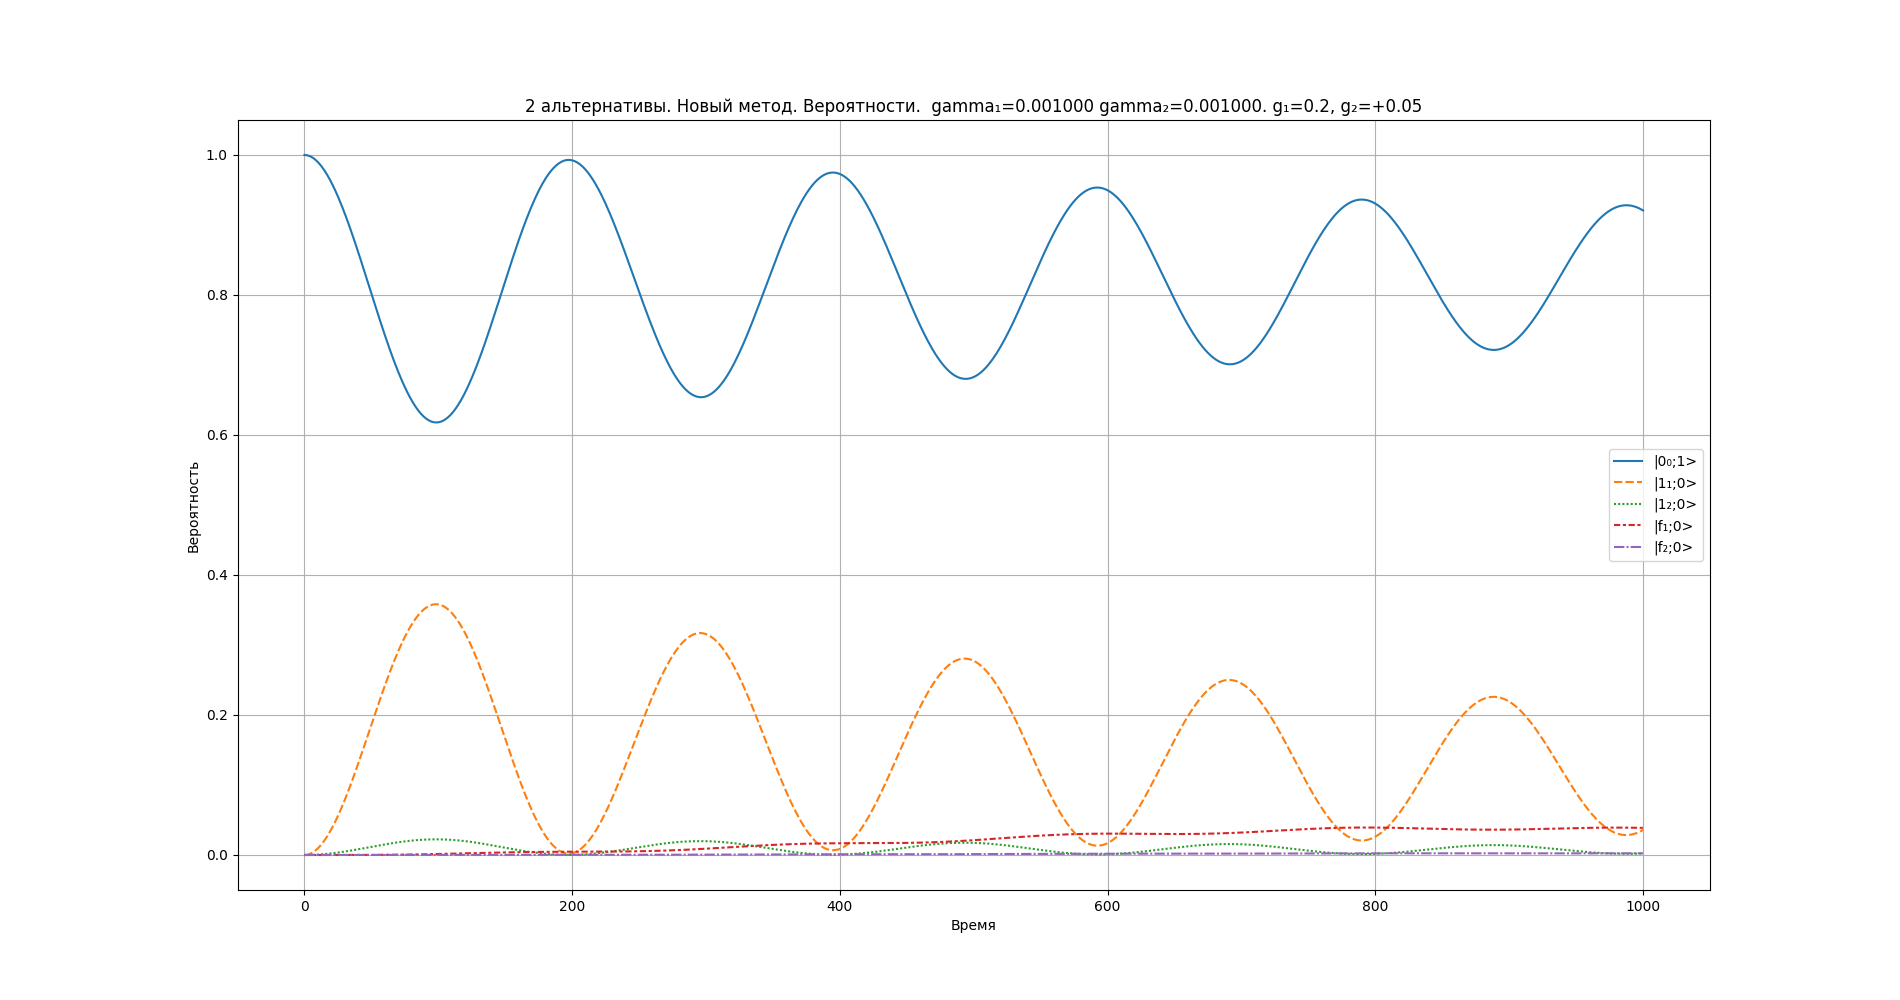 2 альтернативы. Новый метод. Вероятности.  gamma₁=0.001000 gamma₂=0.001000. g₁=0.2, g₂=+0.05
1.0
0.8
0.6
0.4
0.2
0.0
Вероятность
|0₀;1>
|1₁;0>
|1₂;0>
|f₁;0>
|f₂;0>
0 200 400 600 800 1000
Время